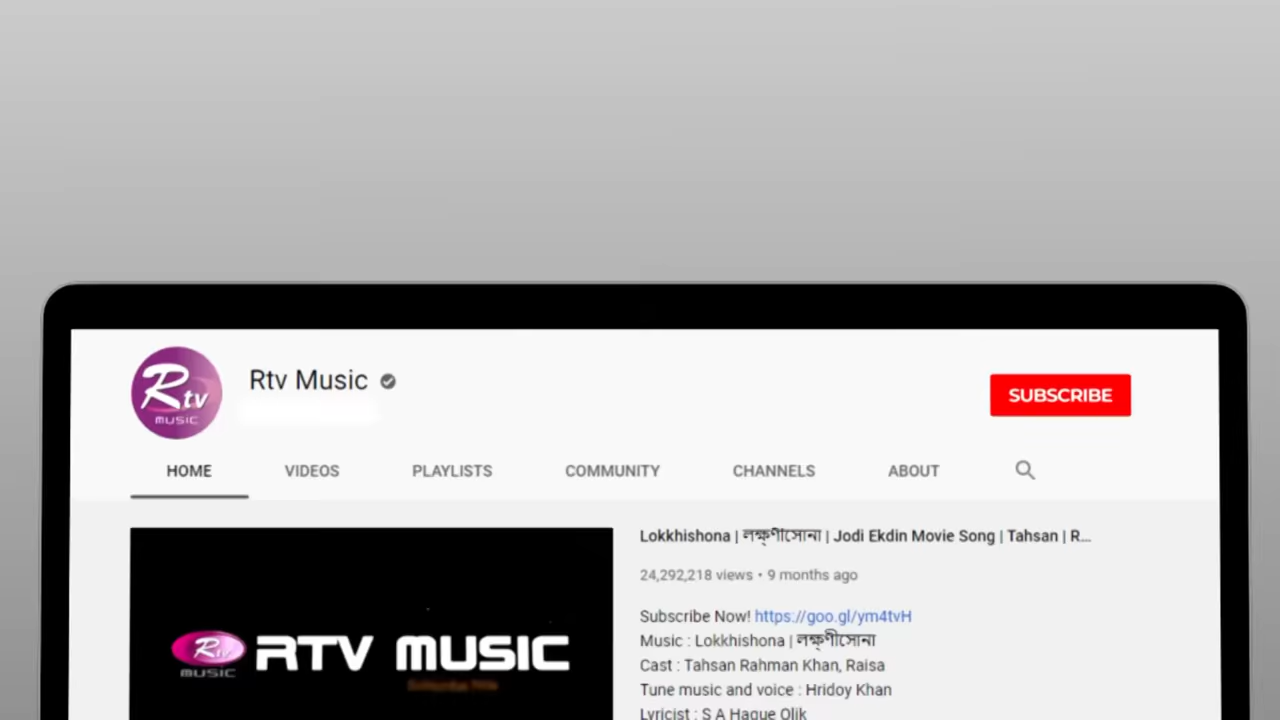 Rtv
MUSIC
Rtv Music
SUBSCRIBE
HOME VIDEOS PLAYLISTS COMMUNITY CHANNELS ABOUT
Lokkhishona | লক্ষ্ণীসোনা | Jodi Ekdin Movie Song | Tahsan | R...
24,292,218 views • 9 months ago
Subscribe Now! https://goo.gl/ym4tvH
Music : Lokkhishona | লক্ষ্ণীসোনা
Cast : Tahsan Rahman Khan, Raisa
Tune music and voice : Hridoy Khan
Lyricist : S A Haque Olik
Rtv
MUSIC
RTV MUSIC